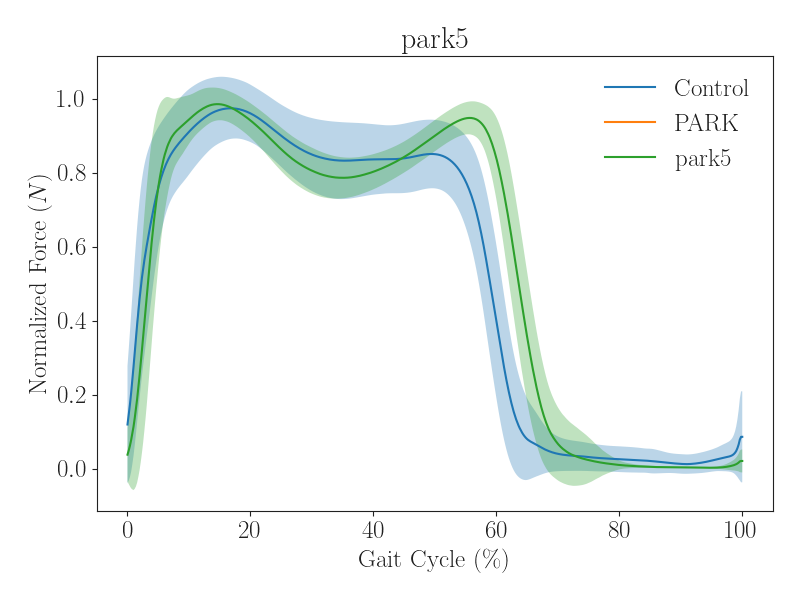 park5
Control
PARK
park5
1.0
0.8
0.6
0.4
0.2
0.0
Normalized Force (N)
0 20 40 60 80 100
Gait Cycle (%)